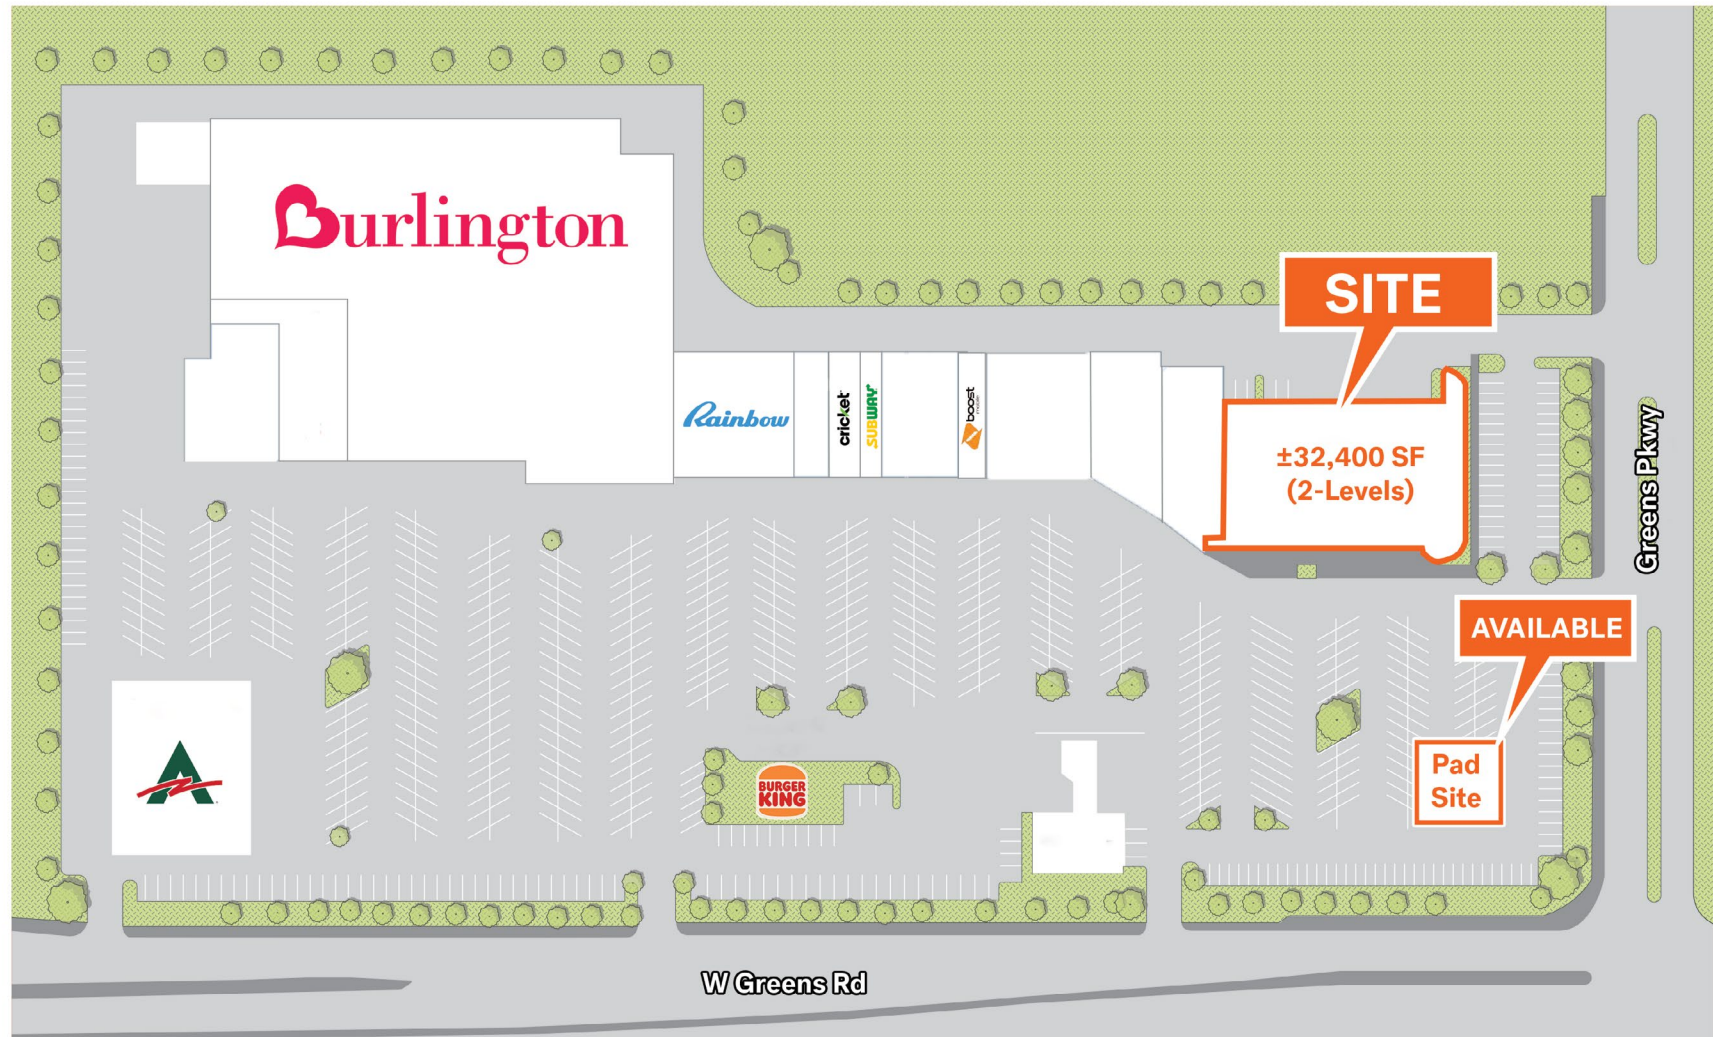 Burlington
SITE
Rainbow
cricket
SUBWAY
boost
mobile
±32,400 SF
(2-Levels)
Greens Pkwy
AVAILABLE
Pad
Site
BURGER
KING
W Greens Rd